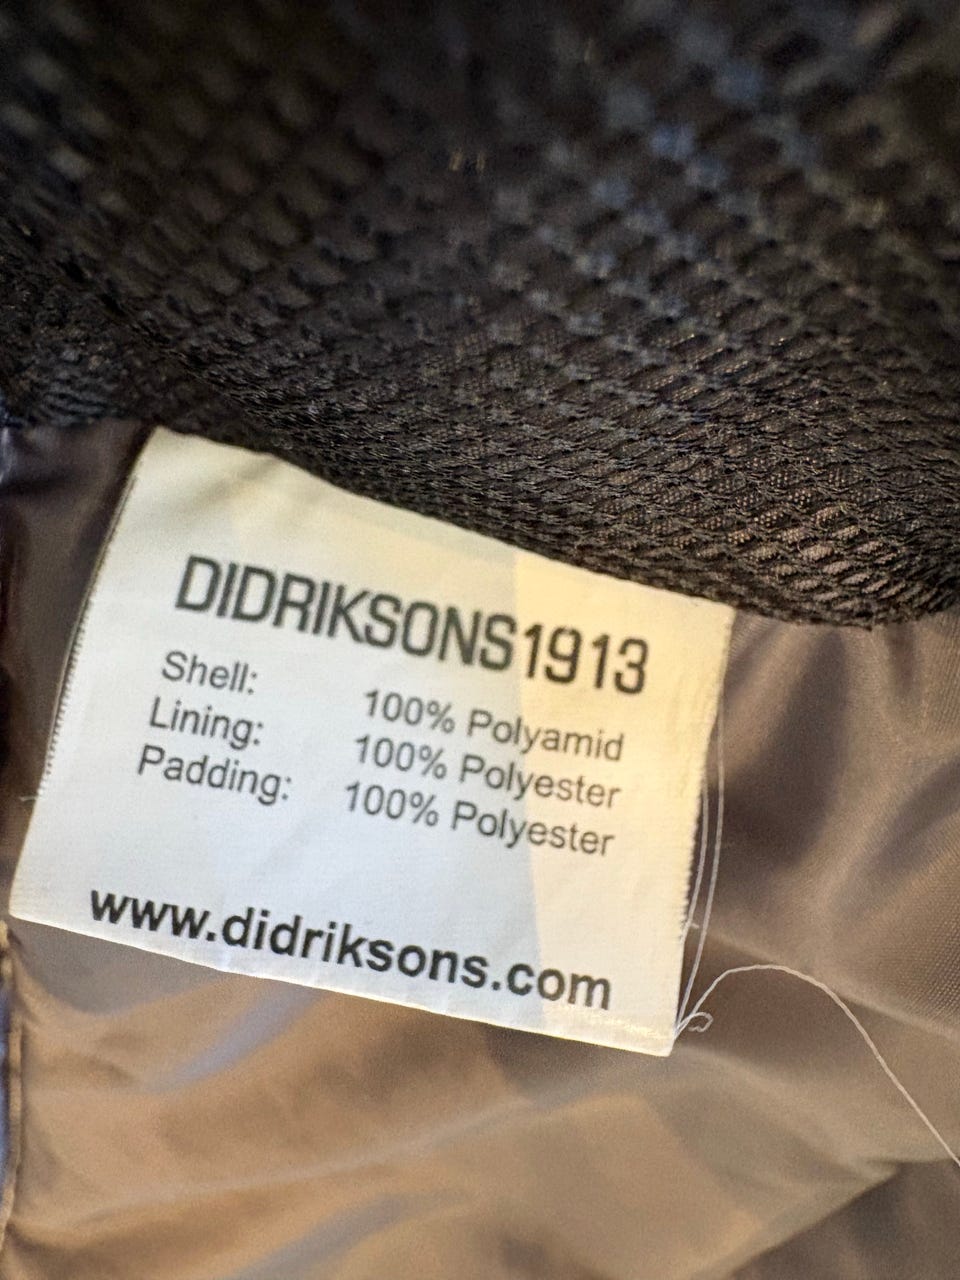 DIDRIKSONS1913
Shell: 100% Polyamid
Lining: 100% Polyester
Padding: 100% Polyester
www.didriksons.com